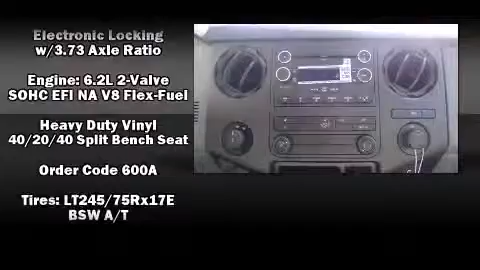 Electronic Locking
w/3.73 Axle Ratio
Engine: 6.2L 2-Valve
SOHC EFI NA V8 Flex-Fuel
Heavy Duty Vinyl
40/20/40 Split Bench Seat
Order Code 600A
Tires: LT245/75Rx17E
BSW A/T